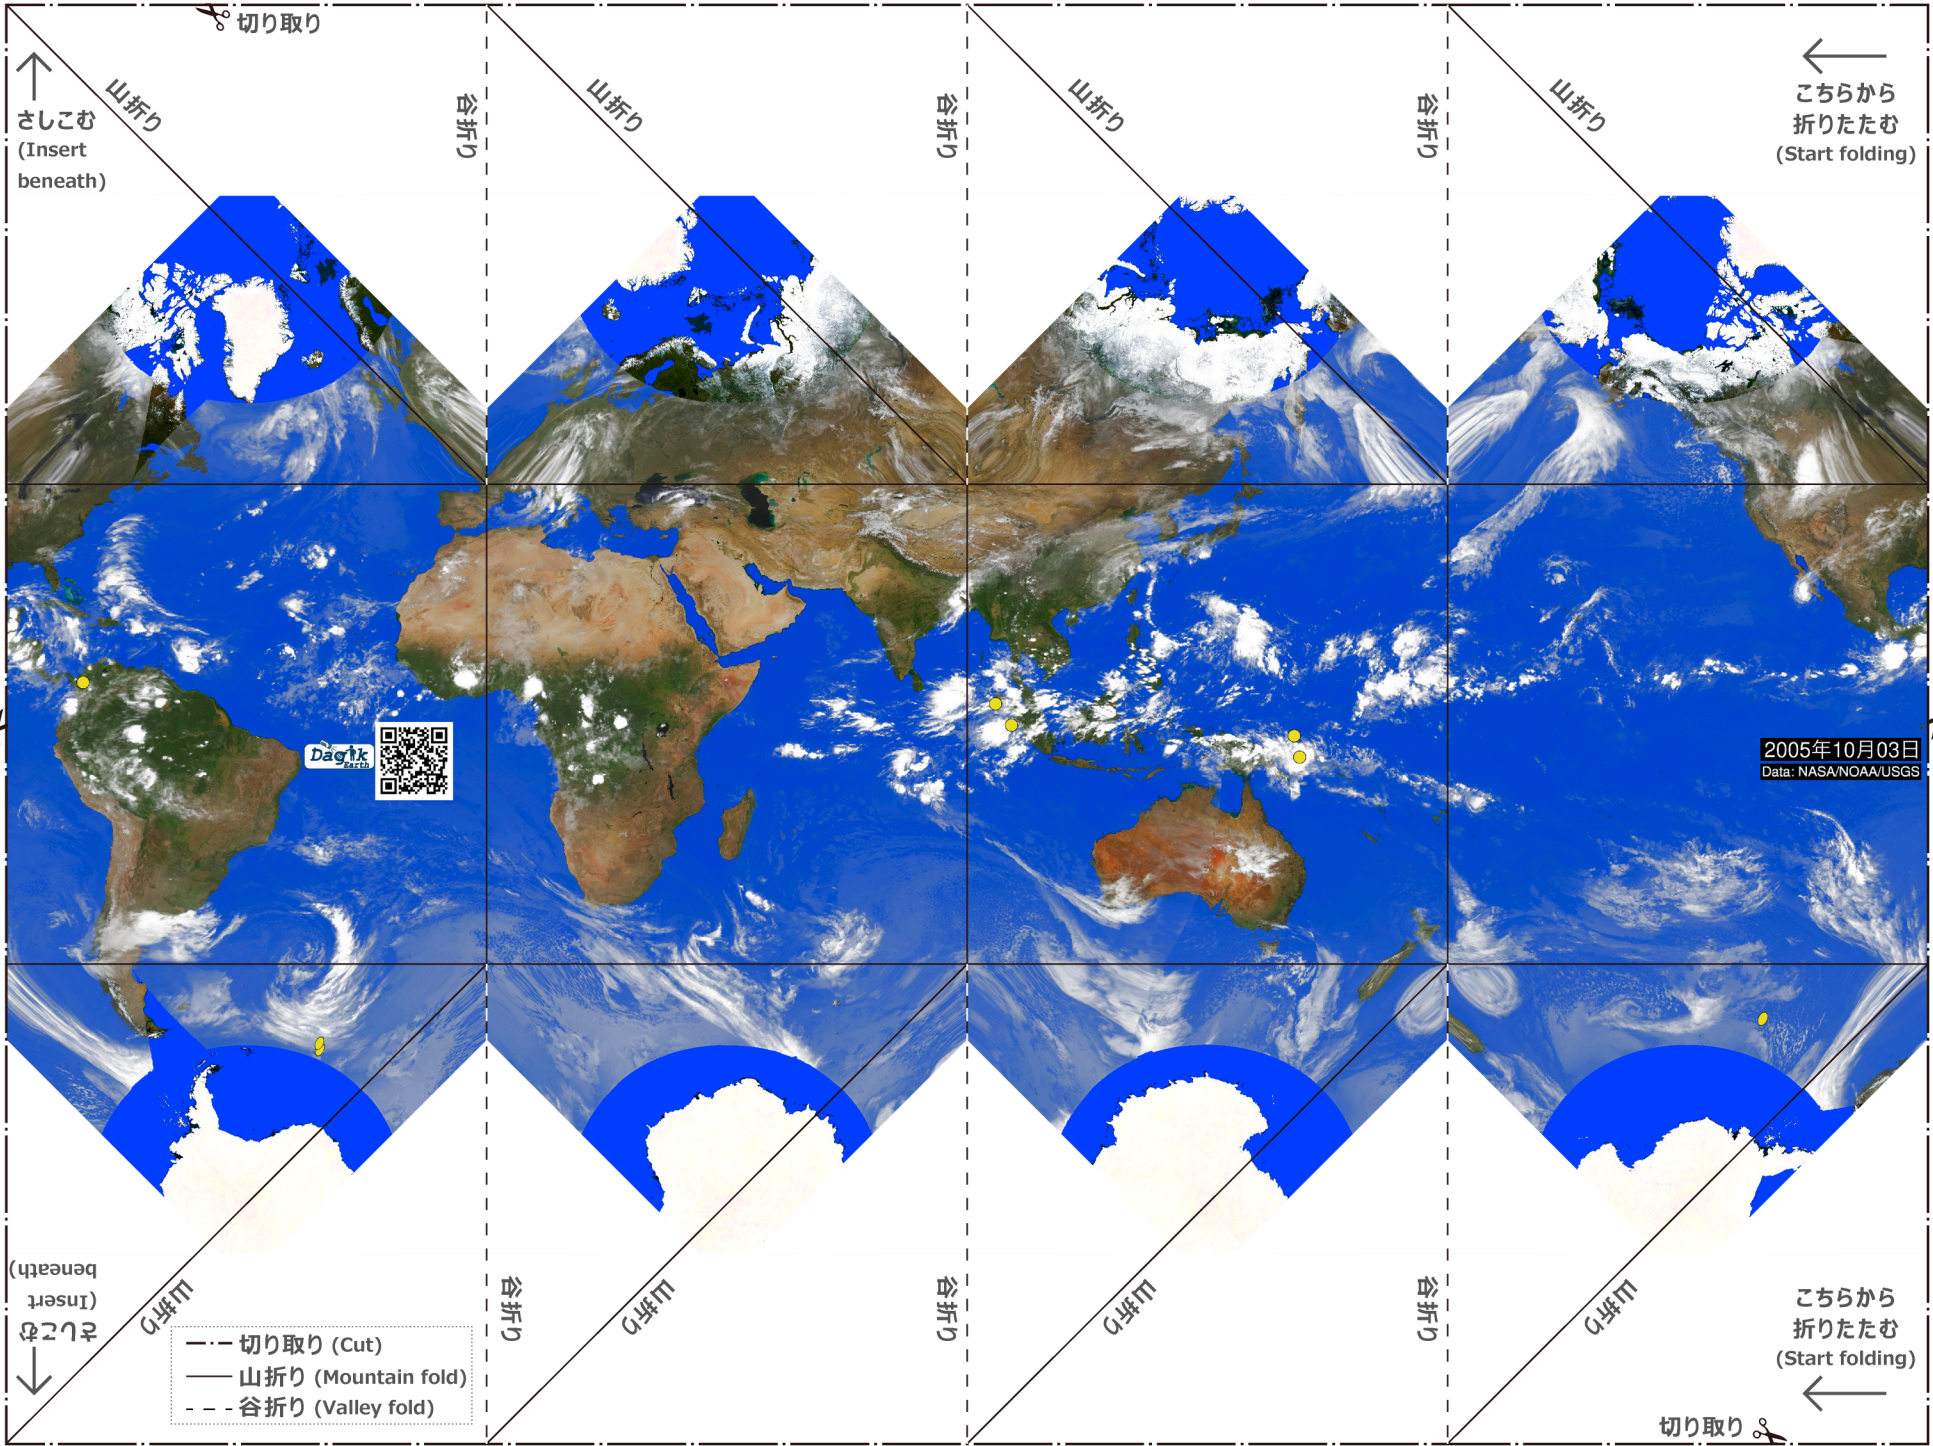 切り取り
山折り
谷折り
山折り
谷折り
山折り
谷折り
山折り
さしこむ
(Insert
beneath)
こちらから
折りたたむ
(Start folding)
Dagik
Earth
2005年10月03日
Data: NASA/NOAA/USGS
さしこむ
(Insert
beneath)
山折り
谷折り
山折り
谷折り
山折り
谷折り
山折り
こちらから
折りたたむ
(Start folding)
切り取り (Cut)
山折り (Mountain fold)
谷折り (Valley fold)
切り取り